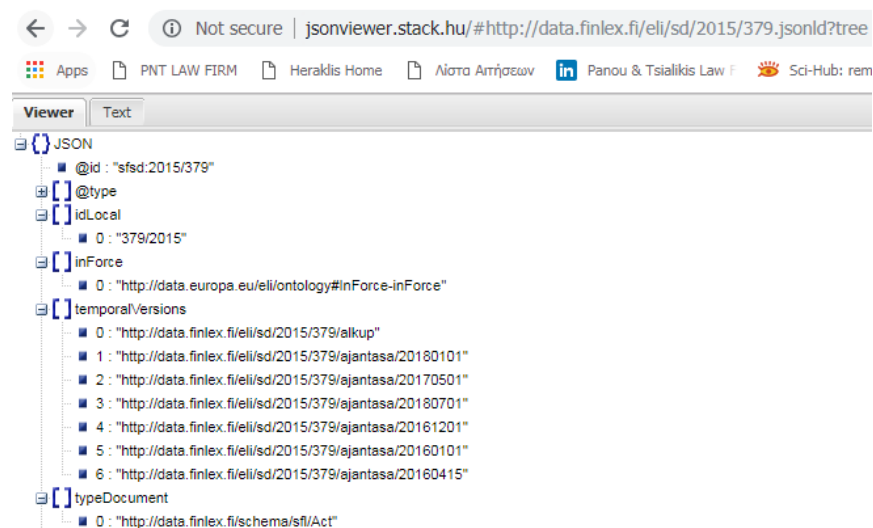 Not secure | jsonviewer.stack.hu/#http://data.finlex.fi/eli/sd/2015/379.jsonld?tree
Apps PNT LAW FIRM Heraklis Home Λίστα Αιτήσεων in Panou & Tsialikis Law F Sci-Hub: rem
Viewer Text
{} JSON
@id : "sfsd:2015/379"
[ ] @type
[ ] idLocal
0 : "379/2015"
[ ] inForce
0 : "http://data.europa.eu/eli/ontology#InForce-inForce"
[ ] temporalVersions
0 : "http://data.finlex.fi/eli/sd/2015/379/alkup"
1 : "http://data.finlex.fi/eli/sd/2015/379/ajantasa/20180101"
2 : "http://data.finlex.fi/eli/sd/2015/379/ajantasa/20170501"
3 : "http://data.finlex.fi/eli/sd/2015/379/ajantasa/20180701"
4 : "http://data.finlex.fi/eli/sd/2015/379/ajantasa/20161201"
5 : "http://data.finlex.fi/eli/sd/2015/379/ajantasa/20160101"
6 : "http://data.finlex.fi/eli/sd/2015/379/ajantasa/20160415"
[ ] typeDocument
0 : "http://data.finlex.fi/schema/sfl/Act"